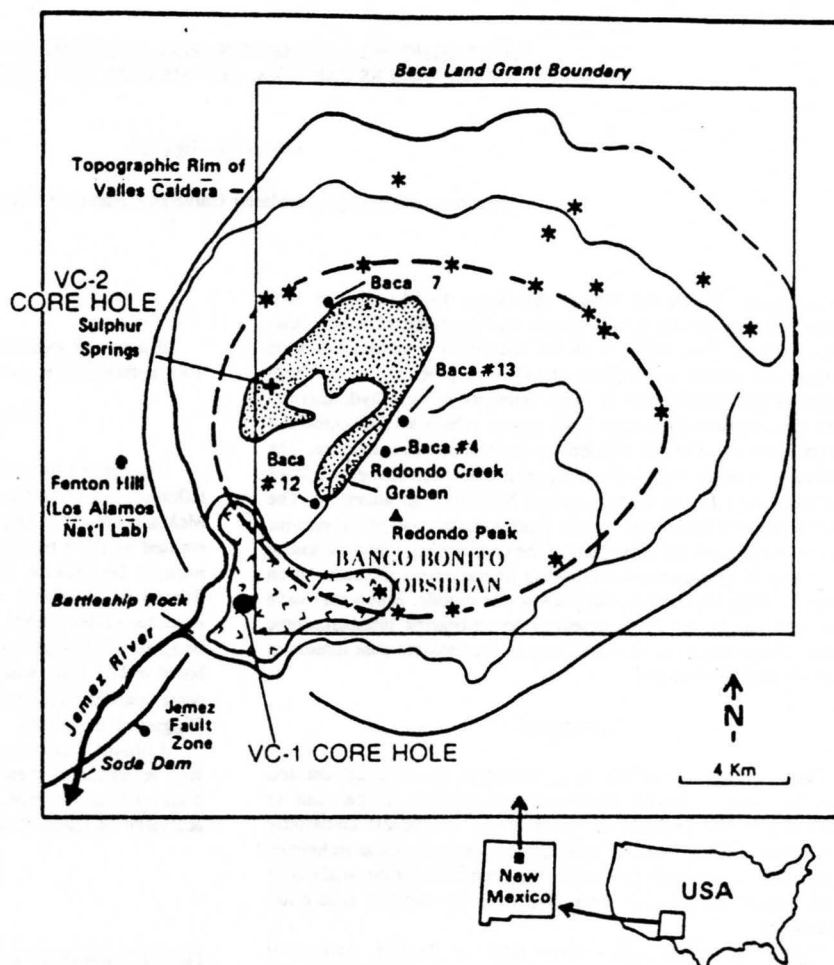 Baca Land Grant Boundary
Topographic Rim of
Valles Caldera
VC-2
CORE HOLE
Sulphur
Springs
Baca 7
Baca #13
Baca #4
Redondo Creek
Graben
Baca
#12
Redondo Peak
Fenton Hill
(Los Alamos
Nat'l Lab)
BANCO BONITO
OBSIDIAN
Battleship Rock
Jemez River
Jemez
Fault
Zone
Soda Dam
VC-1 CORE HOLE
N
4 Km
New
Mexico
USA